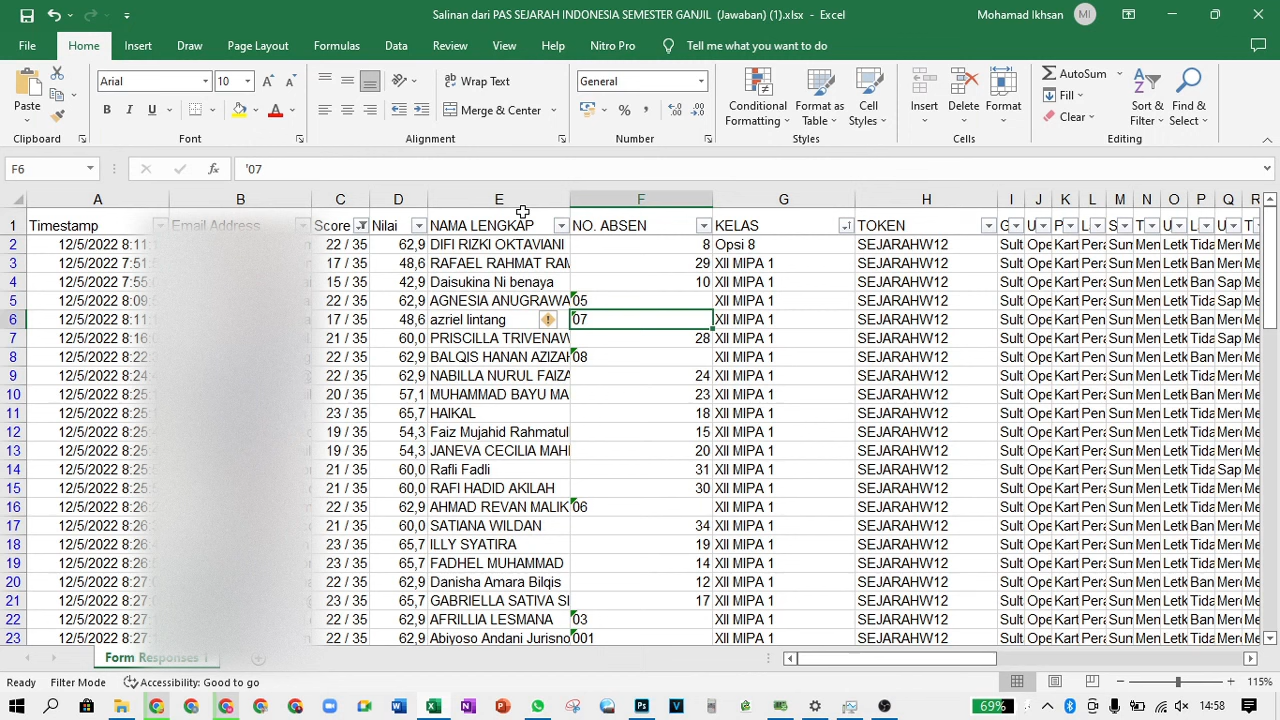 Salinan dari PAS SEJARAH INDONESIA SEMESTER GANJIL (Jawaban) (1).xlsx - Excel
Mohamad Ikhsan MI
File Home Insert Draw Page Layout Formulas Data Review View Help Nitro Pro Tell me what you want to do
Arial 10 Wrap Text General AutoSum
Paste B I U Merge & Center Conditional Formatting Format as Table Cell Styles Insert Delete Format Fill Sort & Filter Find & Select
Clear
Clipboard Font Alignment Number Styles Cells Editing
F6 fx '07
A B C D E F G H I J K L M N O P Q R
1 Timestamp Email Address Score Nilai NAMA LENGKAP NO. ABSEN KELAS TOKEN
2 12/5/2022 8:11: 22 / 35 62,9 DIFI RIZKI OKTAVIANI 8 Opsi 8 SEJARAHW12
3 12/5/2022 7:51: 17 / 35 48,6 RAFAEL RAHMAT RAM 29 XII MIPA 1 SEJARAHW12
4 12/5/2022 7:55: 15 / 35 42,9 Daisukina Ni benaya 10 XII MIPA 1 SEJARAHW12
5 12/5/2022 8:09: 22 / 35 62,9 AGNESIA ANUGRAWA 05 XII MIPA 1 SEJARAHW12
6 12/5/2022 8:11: 17 / 35 48,6 azriel lintang 07 XII MIPA 1 SEJARAHW12
7 12/5/2022 8:16: 21 / 35 60,0 PRISCILLA TRIVENAW 28 XII MIPA 1 SEJARAHW12
8 12/5/2022 8:23: 22 / 35 62,9 BALQIS HANAN AZIZAH 08 XII MIPA 1 SEJARAHW12
9 12/5/2022 8:24: 22 / 35 62,9 NABILLA NURUL FAIZA 24 XII MIPA 1 SEJARAHW12
10 12/5/2022 8:25: 20 / 35 57,1 MUHAMMAD BAYU MA 23 XII MIPA 1 SEJARAHW12
11 12/5/2022 8:25: 23 / 35 65,7 HAIKAL 18 XII MIPA 1 SEJARAHW12
12 12/5/2022 8:25: 19 / 35 54,3 Faiz Mujahid Rahmatul 15 XII MIPA 1 SEJARAHW12
13 12/5/2022 8:25: 19 / 35 54,3 JANEVA CECILIA MAH 20 XII MIPA 1 SEJARAHW12
14 12/5/2022 8:25: 21 / 35 60,0 Rafli Fadli 31 XII MIPA 1 SEJARAHW12
15 12/5/2022 8:26: 21 / 35 60,0 RAFI HADID AKILAH 30 XII MIPA 1 SEJARAHW12
16 12/5/2022 8:26: 22 / 35 62,9 AHMAD REVAN MALIK 06 XII MIPA 1 SEJARAHW12
17 12/5/2022 8:26: 21 / 35 60,0 SATIANA WILDAN 34 XII MIPA 1 SEJARAHW12
18 12/5/2022 8:26: 23 / 35 65,7 ILLY SYATIRA 19 XII MIPA 1 SEJARAHW12
19 12/5/2022 8:26: 23 / 35 65,7 FADHEL MUHAMMAD 14 XII MIPA 1 SEJARAHW12
20 12/5/2022 8:27: 22 / 35 62,9 Danisha Amara Bilqis 12 XII MIPA 1 SEJARAHW12
21 12/5/2022 8:27: 23 / 35 65,7 GABRIELLA SATIVA SI 17 XII MIPA 1 SEJARAHW12
22 12/5/2022 8:27: 22 / 35 62,9 AFRILLIA LESMANA 03 XII MIPA 1 SEJARAHW12
23 12/5/2022 8:27: 22 / 35 62,9 Abiyoso Andani Jurisno 001 XII MIPA 1 SEJARAHW12
Form Responses 1
Ready Filter Mode Accessibility: Good to go 115%
69% 14:58